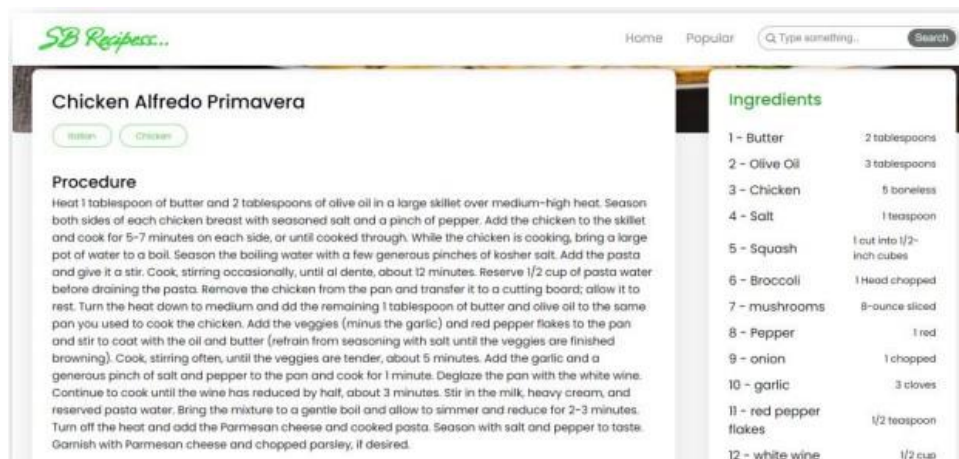 SB Recipess...
Home Popular Type something.. Search
Chicken Alfredo Primavera
Italian Chicken
Procedure
Heat 1 tablespoon of butter and 2 tablespoons of olive oil in a large skillet over medium-high heat. Season
both sides of each chicken breast with seasoned salt and a pinch of pepper. Add the chicken to the skillet
and cook for 5-7 minutes on each side, or until cooked through. While the chicken is cooking, bring a large
pot of water to a boil. Season the boiling water with a few generous pinches of kosher salt. Add the pasta
and give it a stir. Cook, stirring occasionally, until al dente, about 12 minutes. Reserve 1/2 cup of pasta water
before draining the pasta. Remove the chicken from the pan and transfer it to a cutting board; allow it to
rest. Turn the heat down to medium and dd the remaining 1 tablespoon of butter and olive oil to the same
pan you used to cook the chicken. Add the veggies (minus the garlic) and red pepper flakes to the pan
and stir to coat with the oil and butter (refrain from seasoning with salt until the veggies are finished
browning). Cook, stirring often, until the veggies are tender, about 5 minutes. Add the garlic and a
generous pinch of salt and pepper to the pan and cook for 1 minute. Deglaze the pan with the white wine.
Continue to cook until the wine has reduced by half, about 3 minutes. Stir in the milk, heavy cream, and
reserved pasta water. Bring the mixture to a gentle boil and allow to simmer and reduce for 2-3 minutes.
Turn off the heat and add the Parmesan cheese and cooked pasta. Season with salt and pepper to taste.
Garnish with Parmesan cheese and chopped parsley, if desired.
Ingredients
1 - Butter 2 tablespoons
2 - Olive Oil 3 tablespoons
3 - Chicken 5 boneless
4 - Salt 1 teaspoon
5 - Squash 1 cut into 1/2-
inch cubes
6 - Broccoli 1 Head chopped
7 - mushrooms 8-ounce sliced
8 - Pepper 1 red
9 - onion 1 chopped
10 - garlic 3 cloves
11 - red pepper
flakes 1/2 teaspoon
12 - white wine 1/2 cup